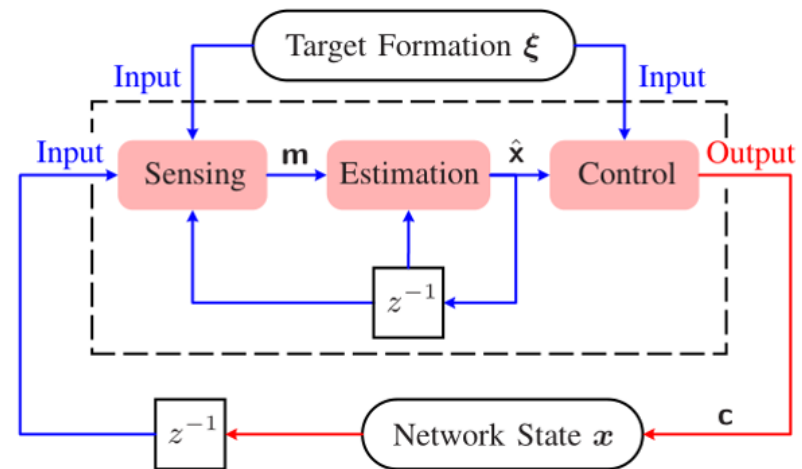 Target Formation ξ
Input
Input
Input
Sensing
m
Estimation
x̂
Control
Output
z⁻¹
z⁻¹
Network State x
c